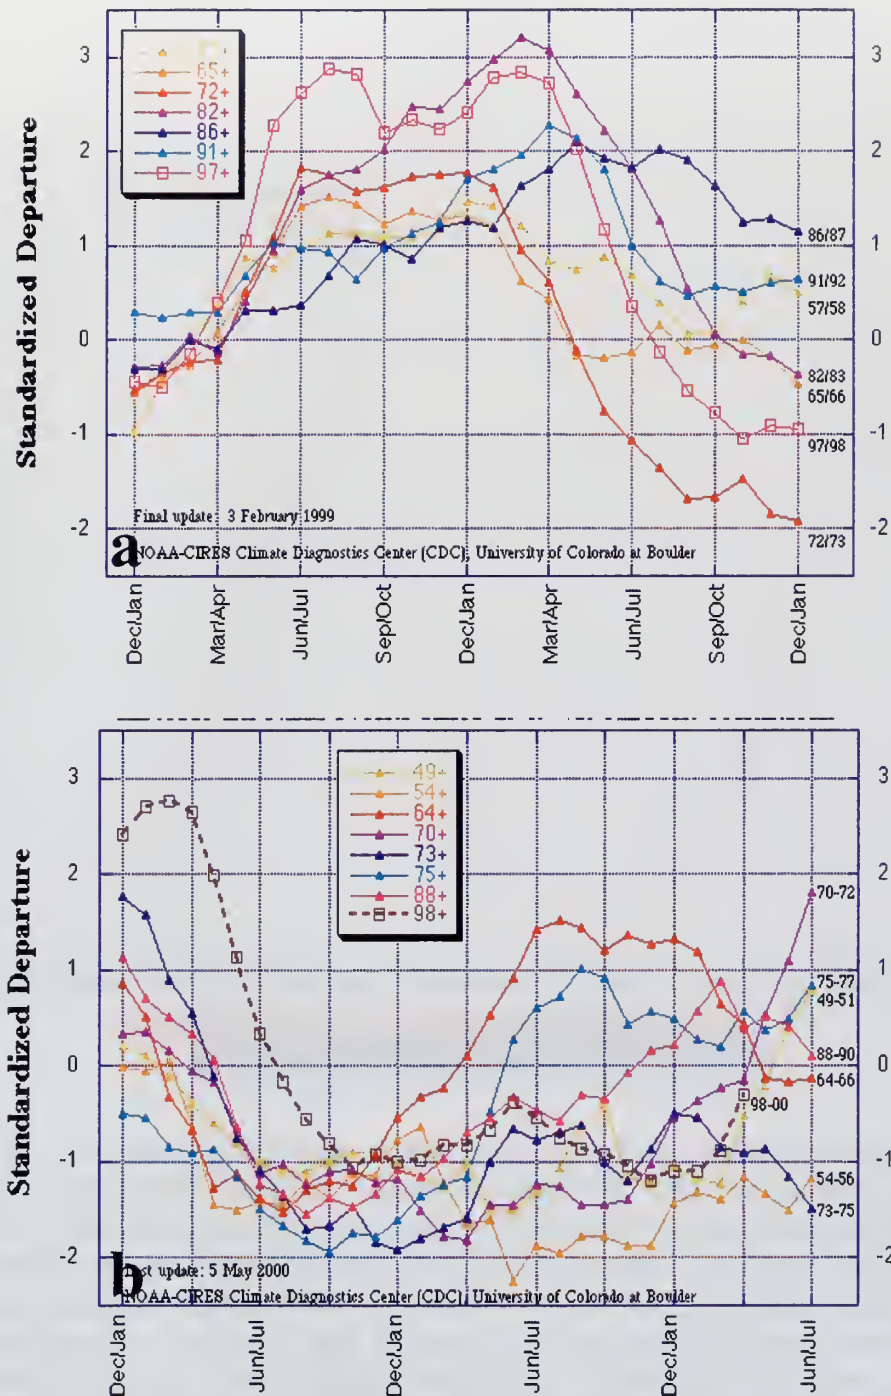 Standardized Departure
3
2
1
0
-1
-2
3
2
1
0
-1
-2
65+
72+
82+
86+
91+
97+
86/87
91/92
57/58
82/83
65/66
97/98
72/73
Final update: 3 February 1999
a
NOAA-CIRES Climate Diagnostics Center (CDC), University of Colorado at Boulder
Dec/Jan
Mar/Apr
Jun/Jul
Sep/Oct
Dec/Jan
Mar/Apr
Jun/Jul
Sep/Oct
Dec/Jan
Standardized Departure
3
2
1
0
-1
-2
3
2
1
0
-1
-2
49+
54+
64+
70+
73+
75+
88+
98+
70-72
75-77
49-51
88-90
64-66
98-00
54-56
73-75
b
update: 5 May 2000
NOAA-CIRES Climate Diagnostics Center (CDC), University of Colorado at Boulder
Dec/Jan
Jun/Jul
Dec/Jan
Jun/Jul
Dec/Jan
Jun/Jul